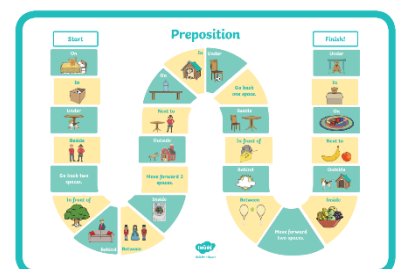 Preposition
Start
On
In
Under
Beside
Go back two
spaces.
In front of
Behind
Between
Inside
Move forward 3
spaces.
Outside
Next to
On
In
Under
Go back
one space.
Beside
In front of
Behind
Between
Move forward
two spaces.
Inside
Outside
Next to
On
In
Under
Finish!
twinkl